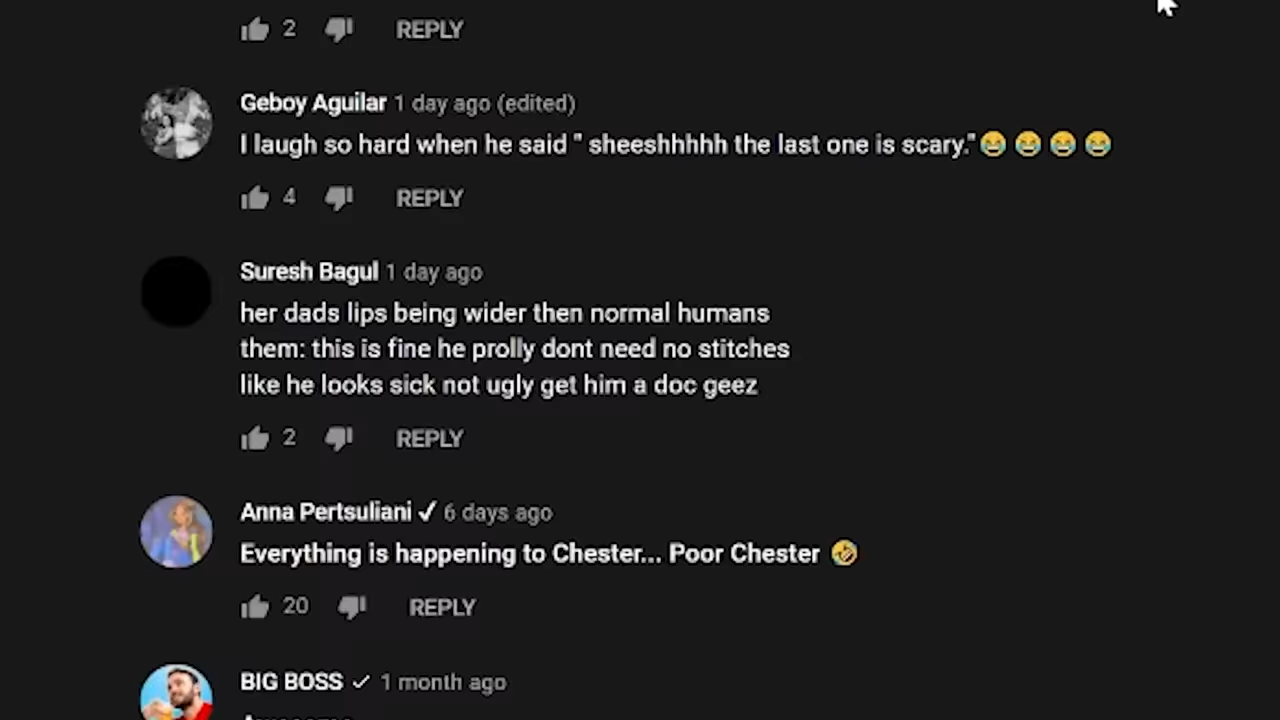 2 REPLY
Geboy Aguilar 1 day ago (edited)
I laugh so hard when he said " sheeshhhhh the last one is scary."😂 😂 😂 😂
4 REPLY
Suresh Bagul 1 day ago
her dads lips being wider then normal humans
them: this is fine he prolly dont need no stitches
like he looks sick not ugly get him a doc geez
2 REPLY
Anna Pertsuliani ✓ 6 days ago
Everything is happening to Chester... Poor Chester 🤣
20 REPLY
BIG BOSS ✓ 1 month ago